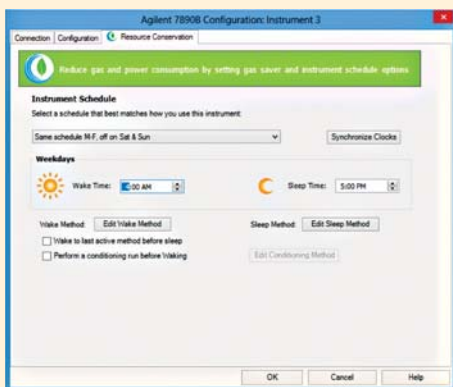 Agilent 7890B Configuration: Instrument 3
Connection Configuration Resource Conservation
Reduce gas and power consumption by setting gas saver and instrument schedule options
Instrument Schedule
Select a schedule that best matches how you use this instrument:
Same schedule M-F, off on Sat & Sun Synchronize Clocks
Weekdays
Wake Time: :00 AM Sleep Time: 5:00 PM
Wake Method: Edit Wake Method Sleep Method: Edit Sleep Method
Wake to last active method before sleep
Perform a conditioning run before Waking Edit Conditioning Method
OK Cancel Help